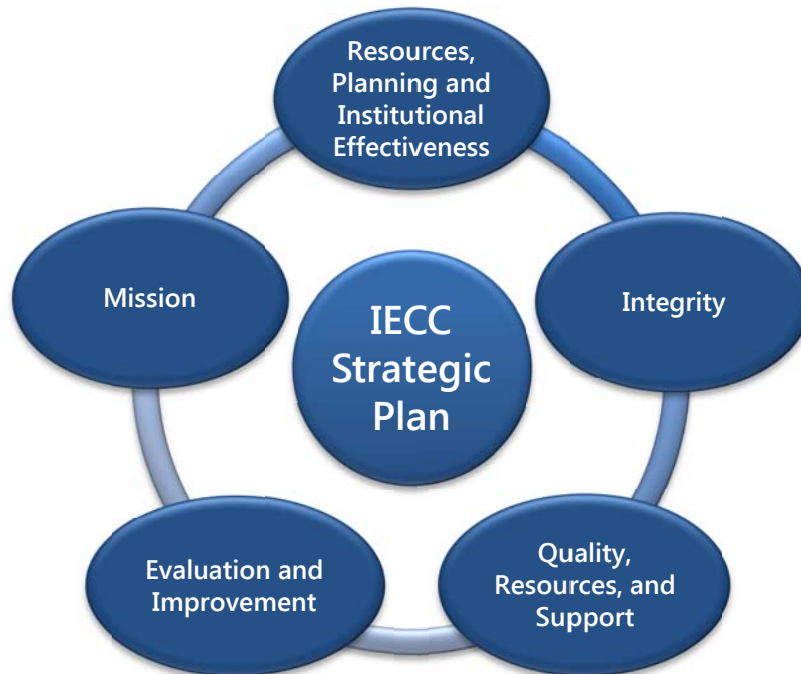 Resources,
Planning and
Institutional
Effectiveness
Mission
Integrity
IECC
Strategic
Plan
Evaluation and
Improvement
Quality,
Resources, and
Support